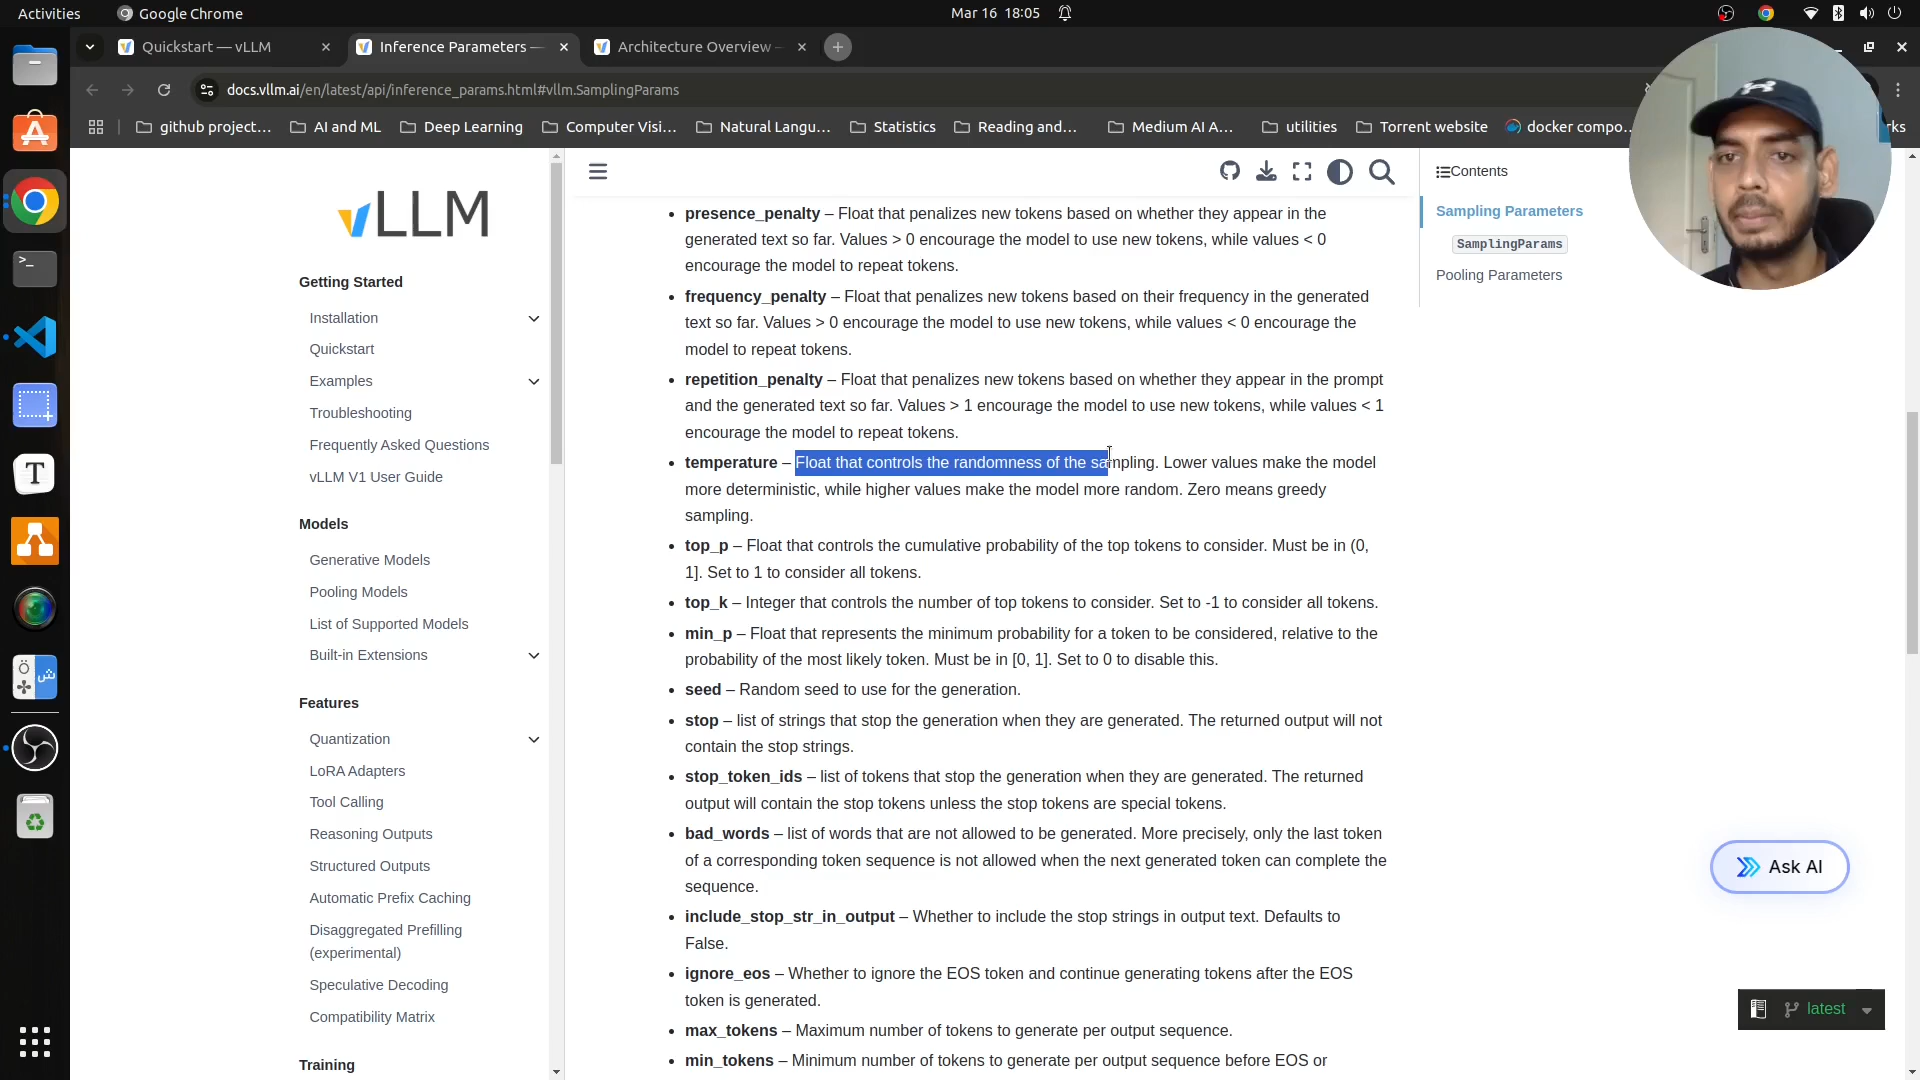 Activities
Google Chrome
Mar 16 18:05
Quickstart — vLLM
Inference Parameters —
Architecture Overview
docs.vllm.ai/en/latest/api/inference_params.html#vllm.SamplingParams
github project...
AI and ML
Deep Learning
Computer Visi...
Natural Langu...
Statistics
Reading and...
Medium AI A...
utilities
Torrent website
docker compo...
rks
vLLM
Getting Started
Installation
Quickstart
Examples
Troubleshooting
Frequently Asked Questions
vLLM V1 User Guide
Models
Generative Models
Pooling Models
List of Supported Models
Built-in Extensions
Features
Quantization
LoRA Adapters
Tool Calling
Reasoning Outputs
Structured Outputs
Automatic Prefix Caching
Disaggregated Prefilling
(experimental)
Speculative Decoding
Compatibility Matrix
Training
presence_penalty – Float that penalizes new tokens based on whether they appear in the
generated text so far. Values > 0 encourage the model to use new tokens, while values < 0
encourage the model to repeat tokens.
frequency_penalty – Float that penalizes new tokens based on their frequency in the generated
text so far. Values > 0 encourage the model to use new tokens, while values < 0 encourage the
model to repeat tokens.
repetition_penalty – Float that penalizes new tokens based on whether they appear in the prompt
and the generated text so far. Values > 1 encourage the model to use new tokens, while values < 1
encourage the model to repeat tokens.
temperature – Float that controls the randomness of the sampling. Lower values make the model
more deterministic, while higher values make the model more random. Zero means greedy
sampling.
top_p – Float that controls the cumulative probability of the top tokens to consider. Must be in (0,
1]. Set to 1 to consider all tokens.
top_k – Integer that controls the number of top tokens to consider. Set to -1 to consider all tokens.
min_p – Float that represents the minimum probability for a token to be considered, relative to the
probability of the most likely token. Must be in [0, 1]. Set to 0 to disable this.
seed – Random seed to use for the generation.
stop – list of strings that stop the generation when they are generated. The returned output will not
contain the stop strings.
stop_token_ids – list of tokens that stop the generation when they are generated. The returned
output will contain the stop tokens unless the stop tokens are special tokens.
bad_words – list of words that are not allowed to be generated. More precisely, only the last token
of a corresponding token sequence is not allowed when the next generated token can complete the
sequence.
include_stop_str_in_output – Whether to include the stop strings in output text. Defaults to
False.
ignore_eos – Whether to ignore the EOS token and continue generating tokens after the EOS
token is generated.
max_tokens – Maximum number of tokens to generate per output sequence.
min_tokens – Minimum number of tokens to generate per output sequence before EOS or
Contents
Sampling Parameters
SamplingParams
Pooling Parameters
Ask AI
latest